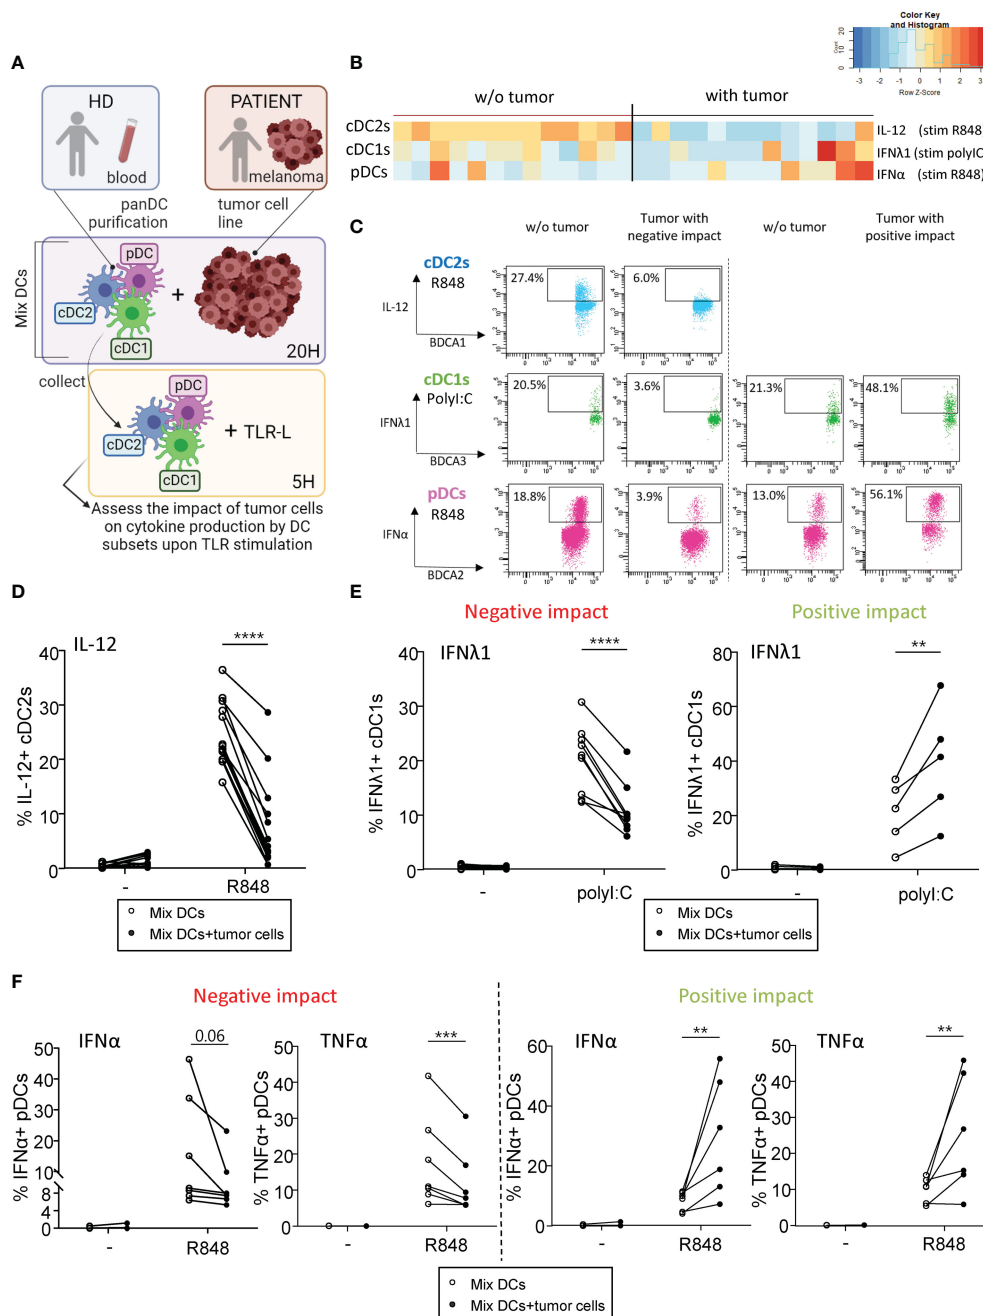 Color Key
and Histogram
Count
0 10 20
-3 -2 -1 0 1 2 3
Row Z-Score
A
HD
blood
PATIENT
melanoma
panDC
purification
tumor cell
line
Mix DCs
pDC
cDC2
cDC1
+
20H
collect
pDC
cDC2
cDC1
+ TLR-L
5H
Assess the impact of tumor cells
on cytokine production by DC
subsets upon TLR stimulation
B
w/o tumor
with tumor
cDC2s
IL-12 (stim R848
cDC1s
IFNλ1 (stim polyIC
pDCs
IFNα (stim R848)
C
w/o tumor
Tumor with
negative impact
w/o tumor
Tumor with
positive impact
cDC2s
R848
IL-12
BDCA1
27.4%
6.0%
cDC1s
PolyI:C
IFNλ1
BDCA3
20.5%
3.6%
21.3%
48.1%
pDCs
R848
IFNα
BDCA2
18.8%
3.9%
13.0%
56.1%
D
IL-12
% IL-12+ cDC2s
40
30
20
10
0
****
- R848
Mix DCs
Mix DCs+tumor cells
E
Negative impact
Positive impact
IFNλ1
% IFNλ1+ cDC1s
40
30
20
10
0
****
- polyI:C
IFNλ1
% IFNλ1+ cDC1s
80
60
40
20
0
**
- polyI:C
Mix DCs
Mix DCs+tumor cells
F
Negative impact
Positive impact
IFNα
% IFNα+ pDCs
50
40
30
20
10
8
4
0
0.06
- R848
TNFα
% TNFα+ pDCs
50
40
30
20
10
0
***
- R848
IFNα
% IFNα+ pDCs
60
40
20
0
**
- R848
TNFα
% TNFα+ pDCs
50
40
30
20
10
0
**
- R848
Mix DCs
Mix DCs+tumor cells